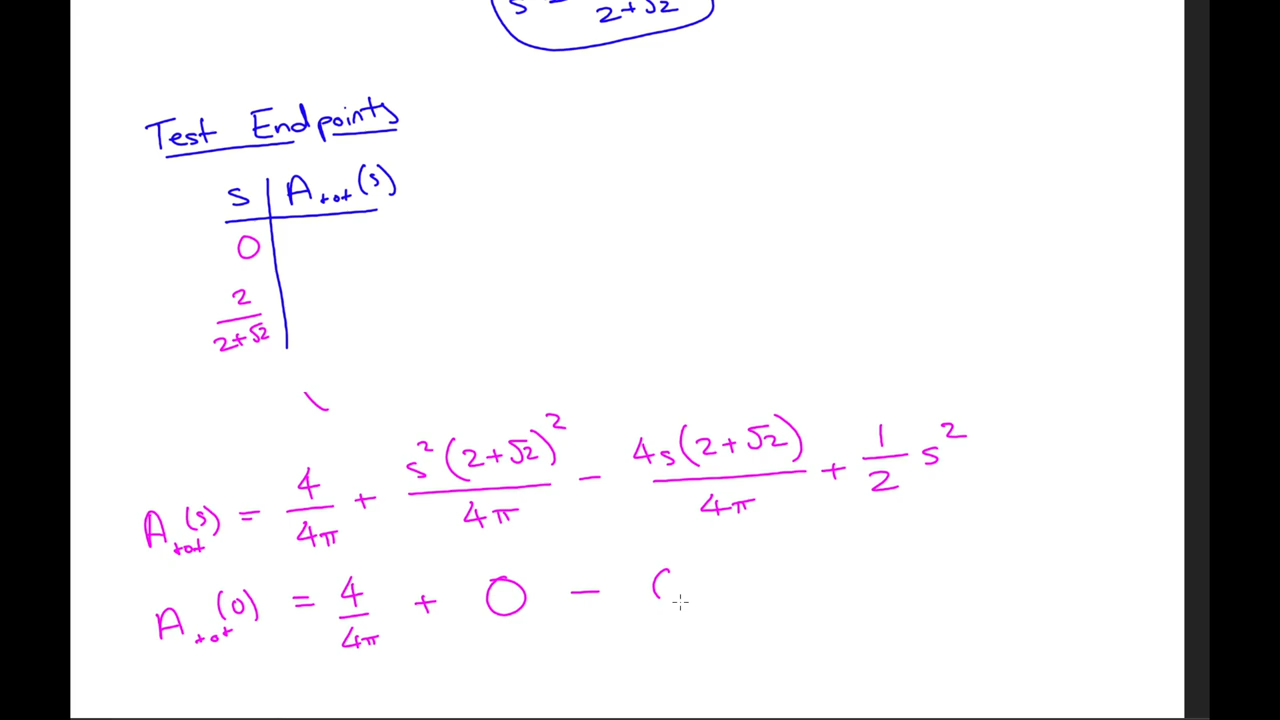 s = 2+√2
Test Endpoints
s | A_tot(s)
0
2/(2+√2)
A_tot(s) = 4/4π + s²(2+√2)²/4π − 4s(2+√2)/4π + 1/2 s²
A_tot(0) = 4/4π + 0 −